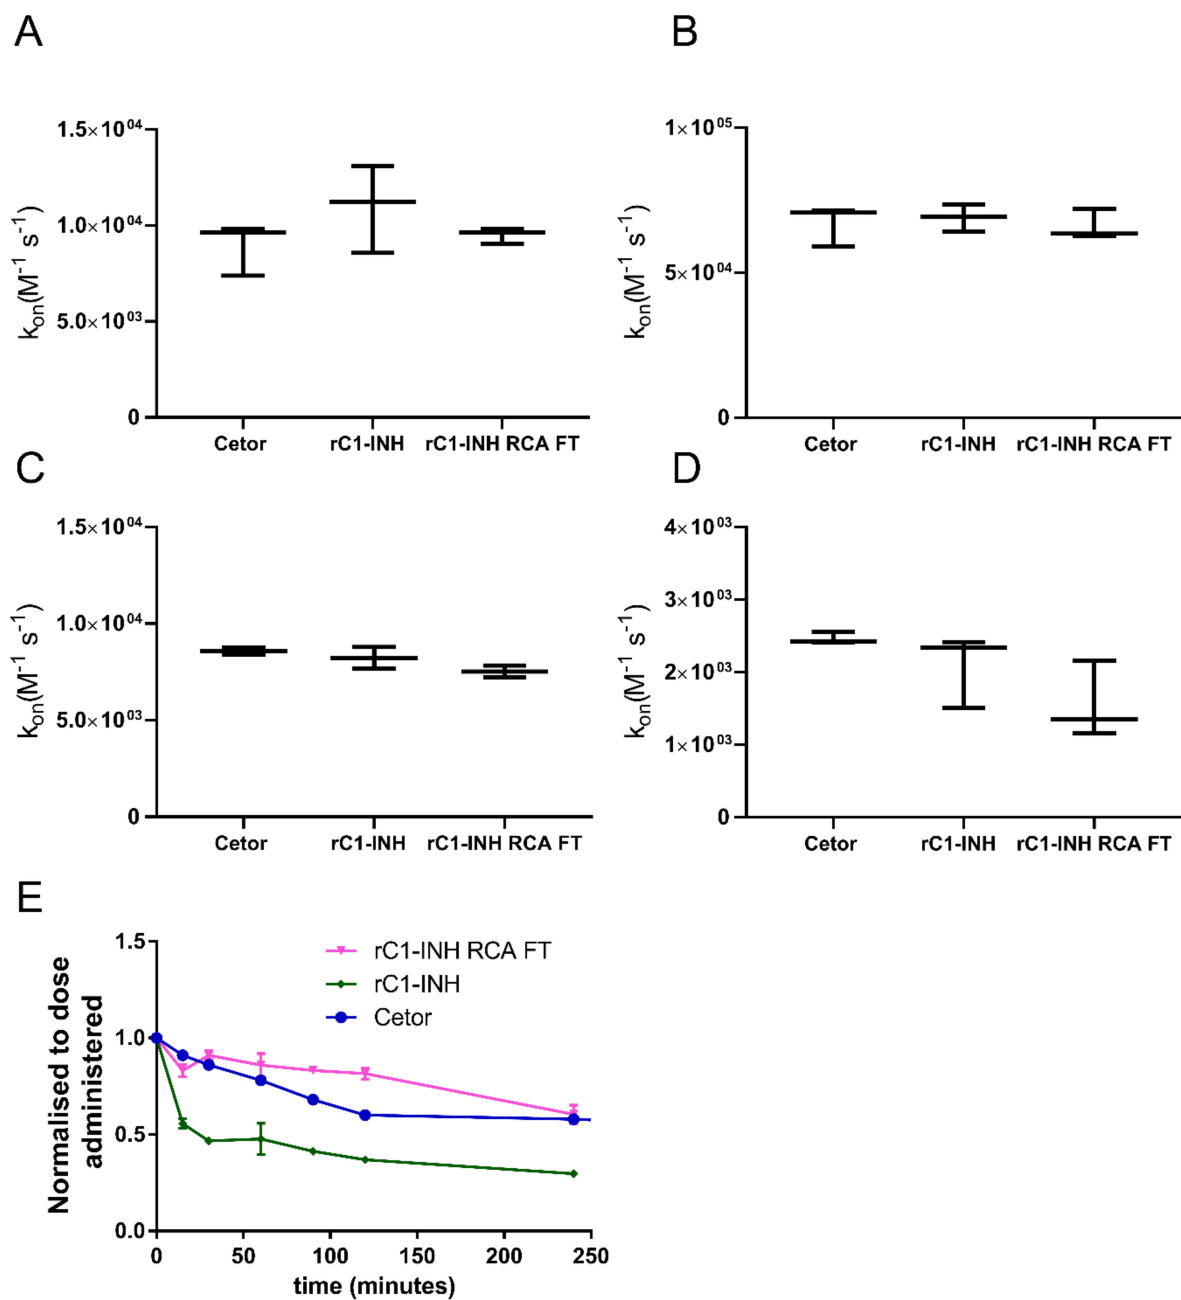 A
B
1.5×10⁰⁴
1.0×10⁰⁴
5.0×10⁰³
0
kon(M⁻¹ s⁻¹)
Cetor
rC1-INH
rC1-INH RCA FT
1×10⁰⁵
5×10⁰⁴
0
kon(M⁻¹ s⁻¹)
Cetor
rC1-INH
rC1-INH RCA FT
C
D
1.5×10⁰⁴
1.0×10⁰⁴
5.0×10⁰³
0
kon(M⁻¹ s⁻¹)
Cetor
rC1-INH
rC1-INH RCA FT
4×10⁰³
3×10⁰³
2×10⁰³
1×10⁰³
0
kon(M⁻¹ s⁻¹)
Cetor
rC1-INH
rC1-INH RCA FT
E
1.5
1.0
0.5
0.0
Normalised to dose
administered
rC1-INH RCA FT
rC1-INH
Cetor
0
50
100
150
200
250
time (minutes)